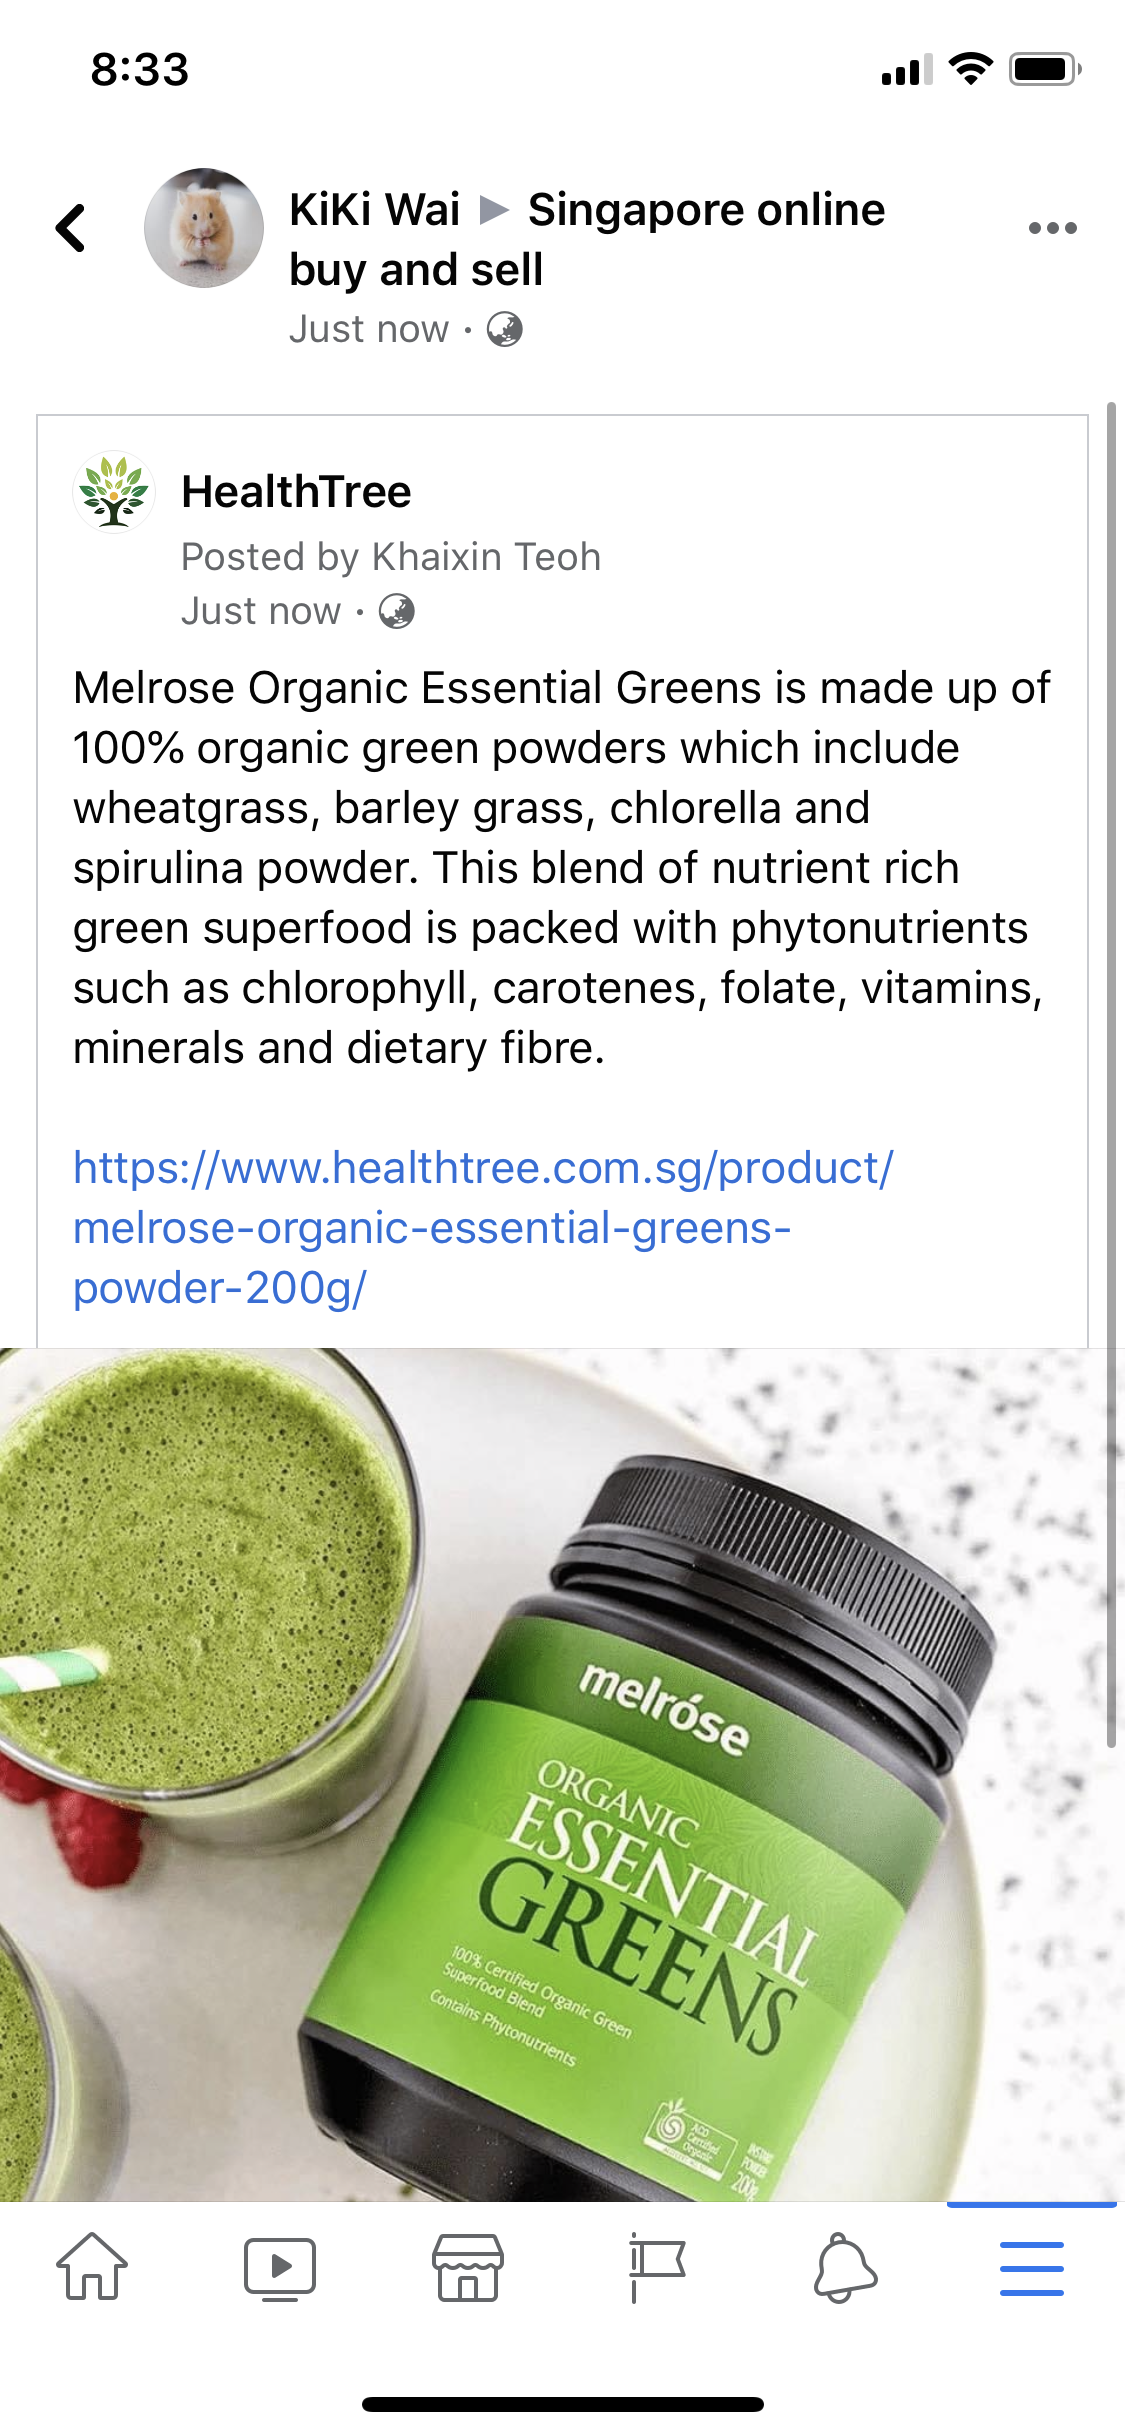 8:33
KiKi Wai ▶ Singapore online
buy and sell
Just now ·
HealthTree
Posted by Khaixin Teoh
Just now ·
Melrose Organic Essential Greens is made up of
100% organic green powders which include
wheatgrass, barley grass, chlorella and
spirulina powder. This blend of nutrient rich
green superfood is packed with phytonutrients
such as chlorophyll, carotenes, folate, vitamins,
minerals and dietary fibre.
https://www.healthtree.com.sg/product/
melrose-organic-essential-greens-
powder-200g/
melróse
ORGANIC
ESSENTIAL
GREENS
100% Certified Organic Green
Superfood Blend
Contains Phytonutrients
ACO
Certified
Organic
INSTANT
POWDER
200g